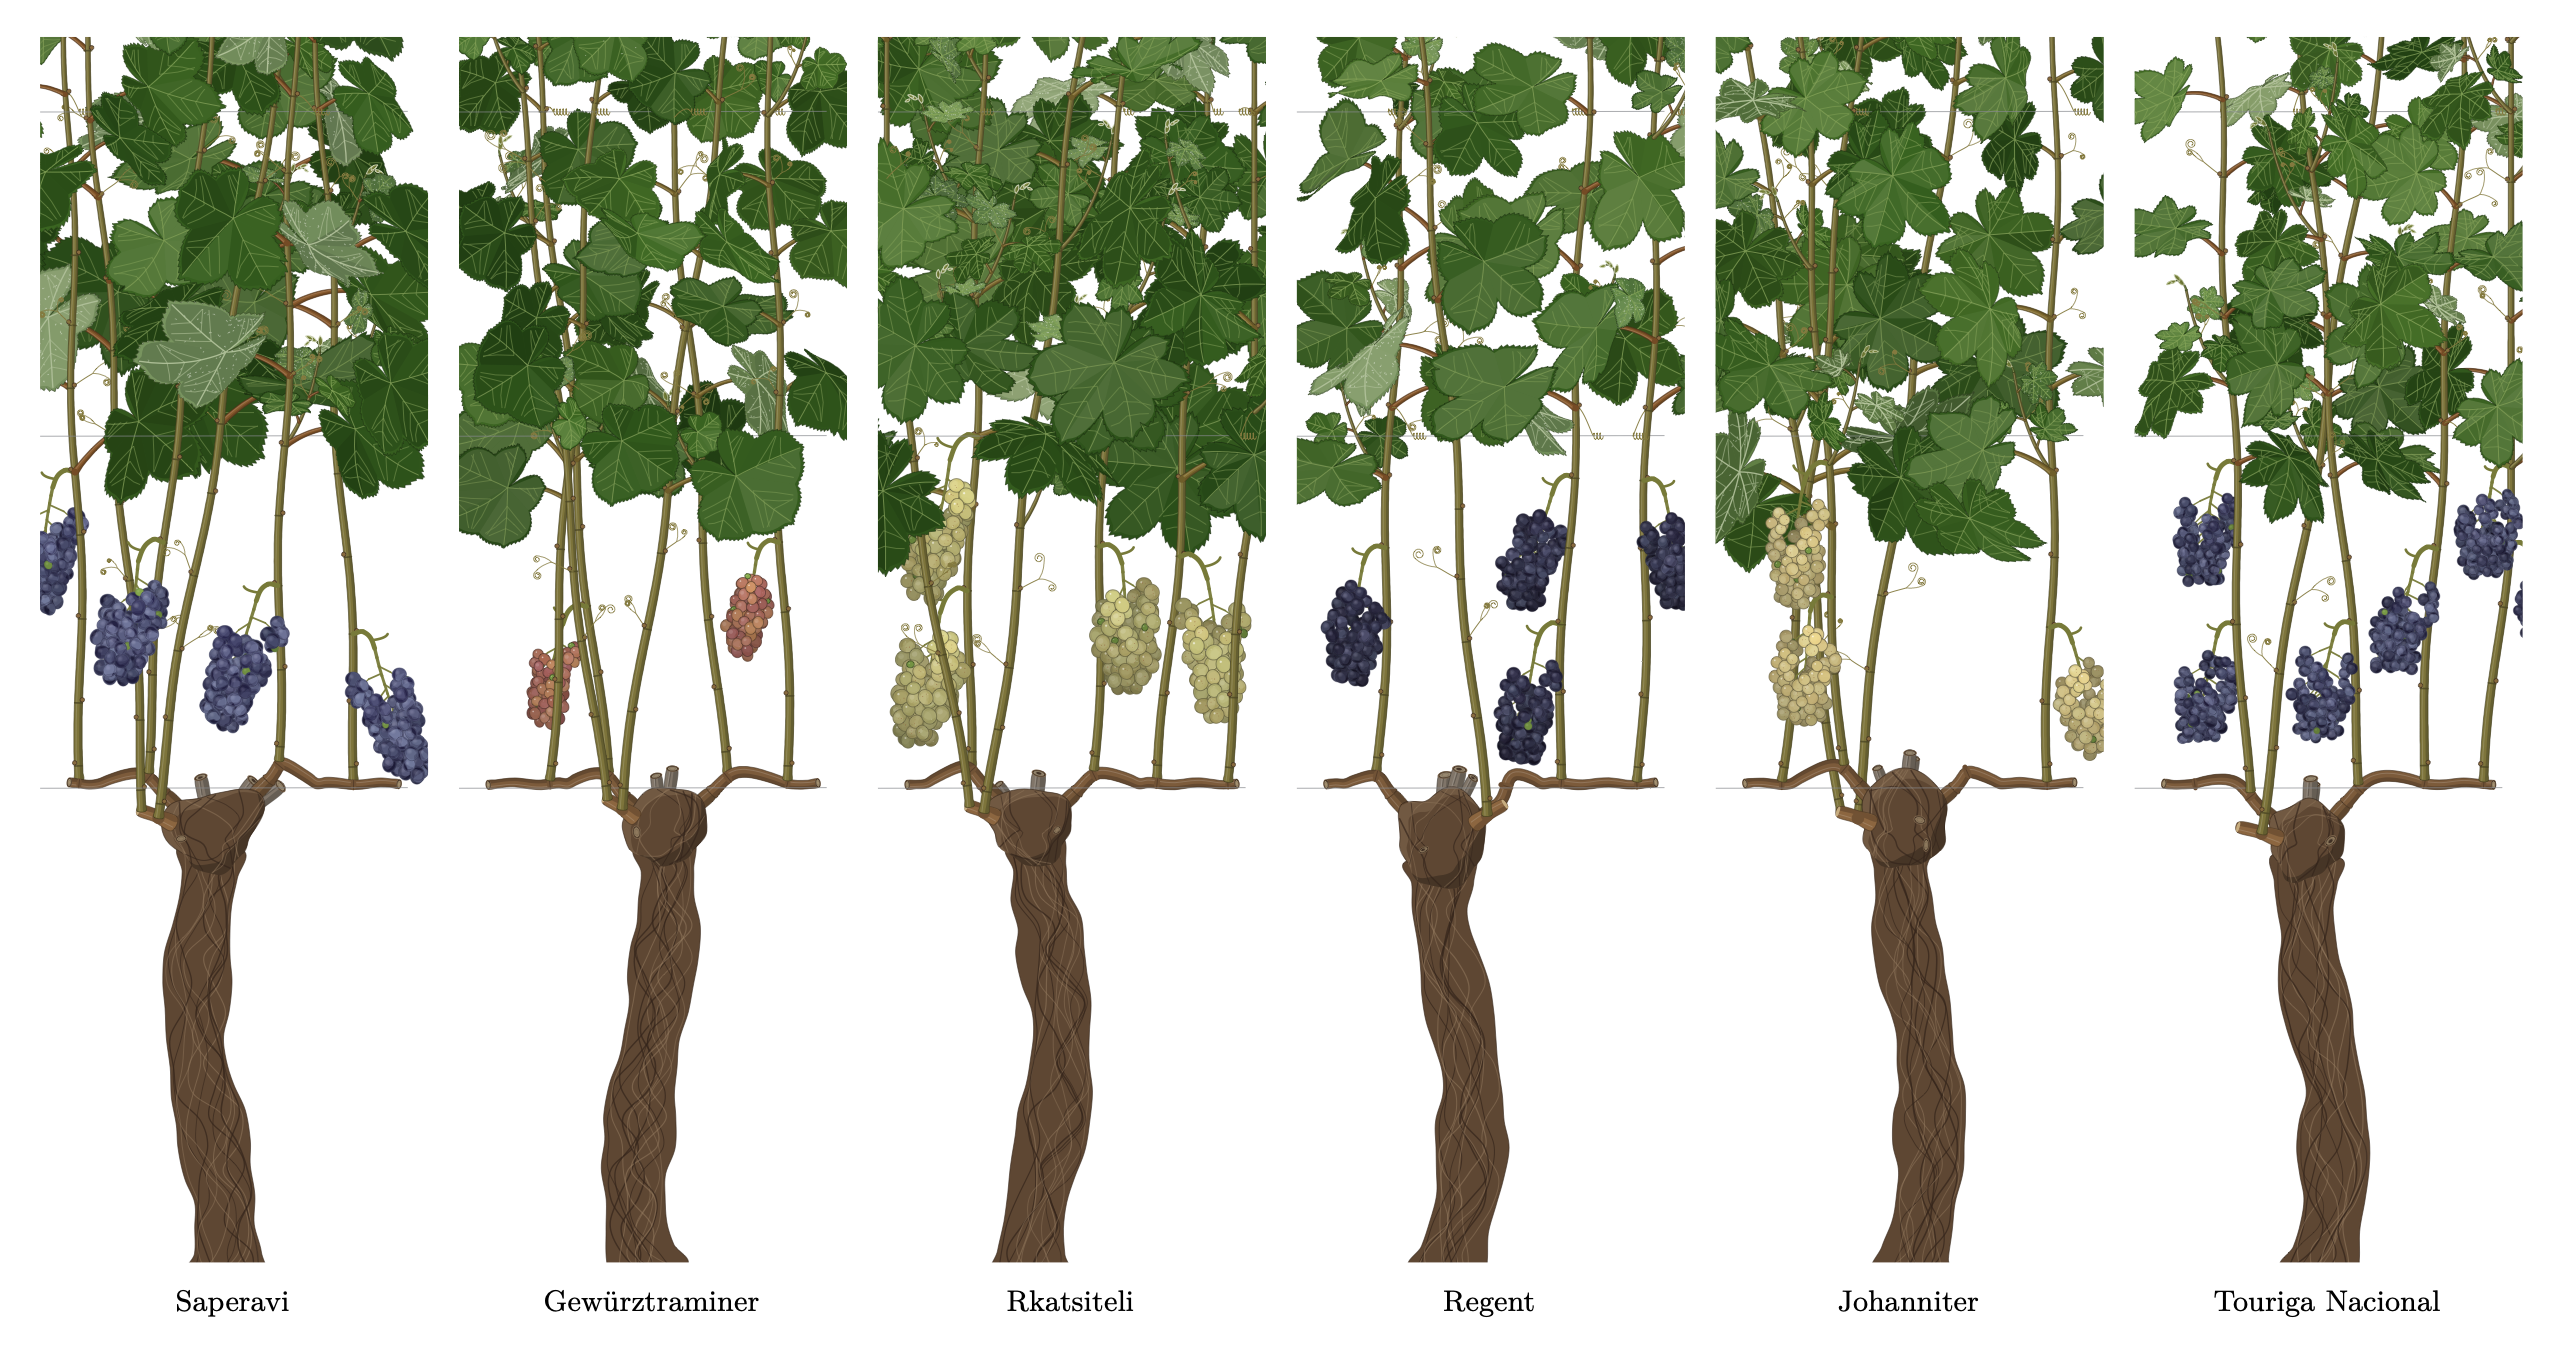 Saperavi
Gewürztraminer
Rkatsiteli
Regent
Johanniter
Touriga Nacional